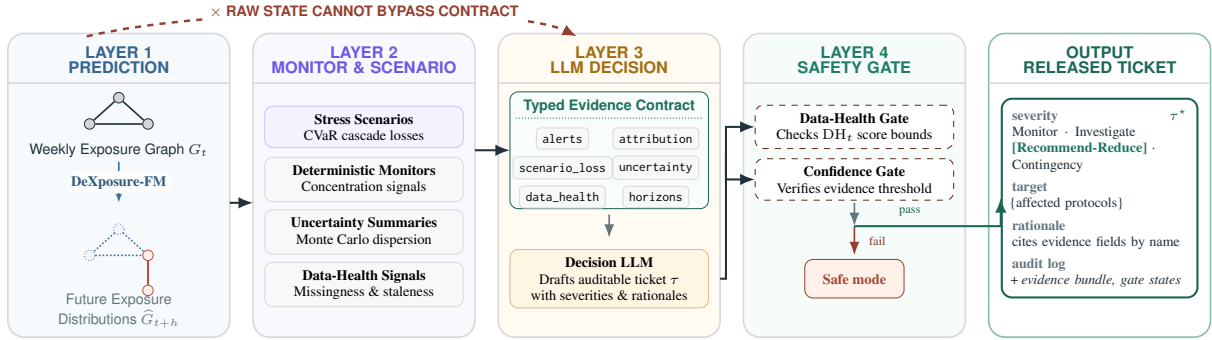 × RAW STATE CANNOT BYPASS CONTRACT
LAYER 1
PREDICTION
Weekly Exposure Graph G_t
DeXposure-FM
Future Exposure
Distributions Ĝ_{t+h}
LAYER 2
MONITOR & SCENARIO
Stress Scenarios
CVaR cascade losses
Deterministic Monitors
Concentration signals
Uncertainty Summaries
Monte Carlo dispersion
Data-Health Signals
Missingness & staleness
LAYER 3
LLM DECISION
Typed Evidence Contract
alerts
attribution
scenario_loss
uncertainty
data_health
horizons
Decision LLM
Drafts auditable ticket τ
with severities & rationales
LAYER 4
SAFETY GATE
Data-Health Gate
Checks DH_t score bounds
Confidence Gate
Verifies evidence threshold
pass
fail
Safe mode
OUTPUT
RELEASED TICKET
severity τ*
Monitor · Investigate
[Recommend-Reduce] ·
Contingency
target
{affected protocols}
rationale
cites evidence fields by name
audit log
+ evidence bundle, gate states